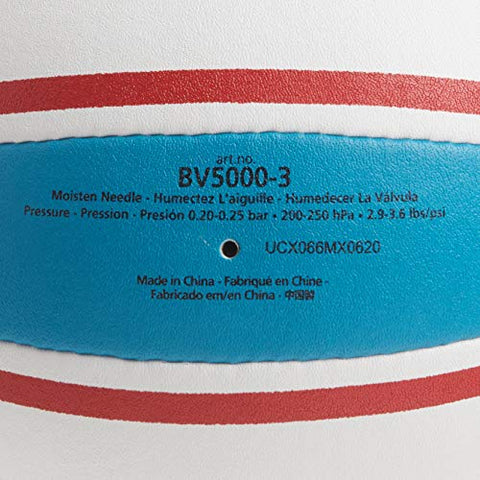 art.no.
BV5000-3
Moisten Needle - Humectez L'aiguille - Humedecer La Válvula
Pressure - Pression - Presión 0.20-0.25 bar • 200-250 hPa • 2.9-3.6 lbs/psi
UCX066MX0620
Made in China - Fabriqué en Chine -
Fabricado em/en China - 中国製